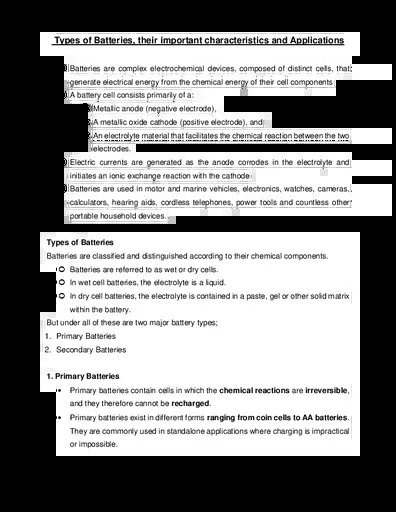 Types of Batteries, their important characteristics and Applications
Batteries are complex electrochemical devices, composed of distinct cells, that
generate electrical energy from the chemical energy of their cell components
A battery cell consists primarily of a:
Metallic anode (negative electrode),
A metallic oxide cathode (positive electrode), and
An electrolyte material that facilitates the chemical reaction between the two
electrodes.
Electric currents are generated as the anode corrodes in the electrolyte and
initiates an ionic exchange reaction with the cathode
Batteries are used in motor and marine vehicles, electronics, watches, cameras,
calculators, hearing aids, cordless telephones, power tools and countless other
portable household devices.
Types of Batteries
Batteries are classified and distinguished according to their chemical components.
Batteries are referred to as wet or dry cells.
In wet cell batteries, the electrolyte is a liquid.
In dry cell batteries, the electrolyte is contained in a paste, gel or other solid matrix
within the battery.
But under all of these are two major battery types;
1. Primary Batteries
2. Secondary Batteries
1. Primary Batteries
• Primary batteries contain cells in which the chemical reactions are irreversible,
and they therefore cannot be recharged.
• Primary batteries exist in different forms ranging from coin cells to AA batteries.
They are commonly used in standalone applications where charging is impractical
or impossible.